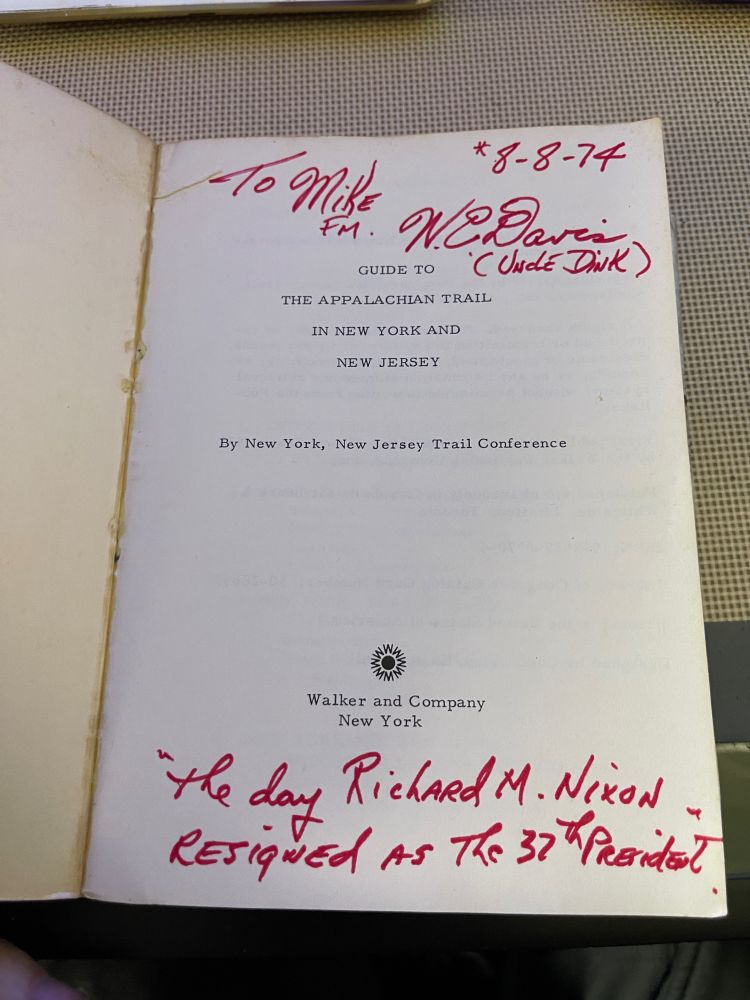 *8-8-74
To Mike
FM. W.C. Davis
(Uncle Dink)
GUIDE TO
THE APPALACHIAN TRAIL
IN NEW YORK AND
NEW JERSEY
By New York, New Jersey Trail Conference
Walker and Company
New York
"The day Richard M. Nixon
Resigned as The 37th President".